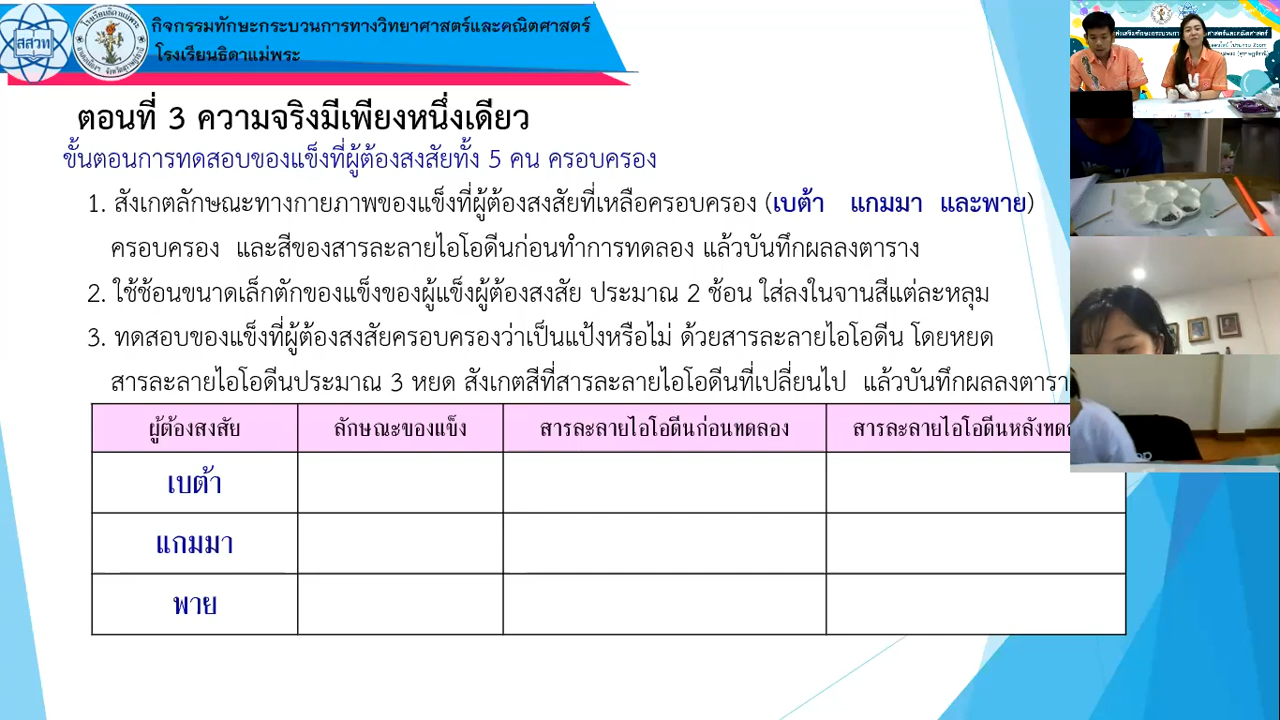 สสวท
กิจกรรมทักษะกระบวนการทางวิทยาศาสตร์และคณิตศาสตร์
โรงเรียนธิดาแม่พระ
ตอนที่ 3 ความจริงมีเพียงหนึ่งเดียว
ขั้นตอนการทดสอบของแข็งที่ผู้ต้องสงสัยทั้ง 5 คน ครอบครอง
1. สังเกตลักษณะทางกายภาพของแข็งที่ผู้ต้องสงสัยที่เหลือครอบครอง (เบต้า แกมมา และพาย)
ครอบครอง และสีของสารละลายไอโอดีนก่อนทำการทดลอง แล้วบันทึกผลลงตาราง
2. ใช้ช้อนขนาดเล็กตักของแข็งของผู้แข็งผู้ต้องสงสัย ประมาณ 2 ช้อน ใส่ลงในจานสีแต่ละหลุม
3. ทดสอบของแข็งที่ผู้ต้องสงสัยครอบครองว่าเป็นแป้งหรือไม่ ด้วยสารละลายไอโอดีน โดยหยด
สารละลายไอโอดีนประมาณ 3 หยด สังเกตสีที่สารละลายไอโอดีนที่เปลี่ยนไป แล้วบันทึกผลลงตารา
ผู้ต้องสงสัย ลักษณะของแข็ง สารละลายไอโอดีนก่อนทดลอง สารละลายไอโอดีนหลังทดล
เบต้า
แกมมา
พาย